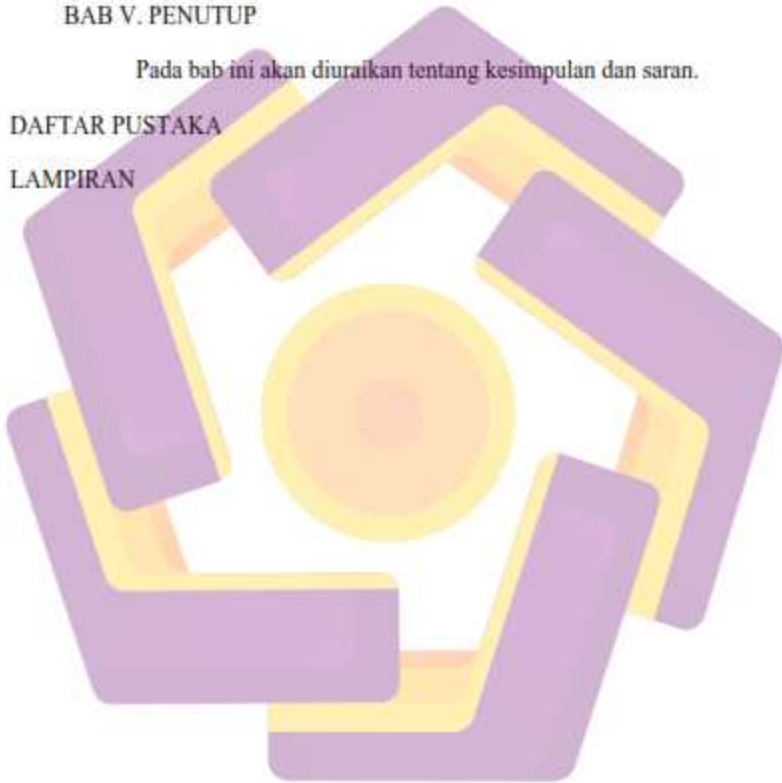 BAB V. PENUTUP
Pada bab ini akan diuraikan tentang kesimpulan dan saran.
DAFTAR PUSTAKA
LAMPIRAN